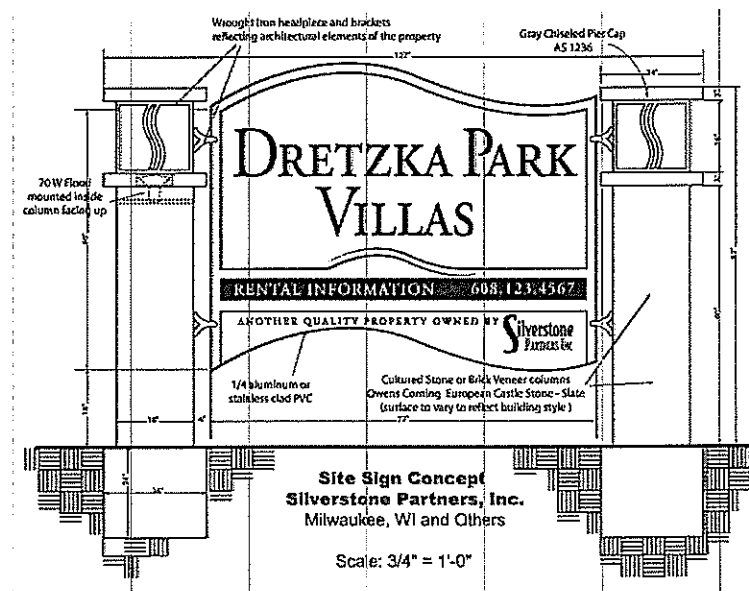 Wrought Iron headpiece and brackets
reflecting architectural elements of the property
Gray Chiseled Pier Cap
AS 1236
DRETZKA PARK
VILLAS
20 W Flood
mounted inside
column facing up
RENTAL INFORMATION 608.123.4567
ANOTHER QUALITY PROPERTY OWNED BY
Silverstone
Partners Inc
1/4 aluminum or
stainless clad PVC
Cultured Stone or Brick Veneer columns
Owens Corning European Castle Stone - Slate
(surface to vary to reflect building style)
4"
Site Sign Concept
Silverstone Partners, Inc.
Milwaukee, WI and Others
Scale: 3/4" = 1'-0"